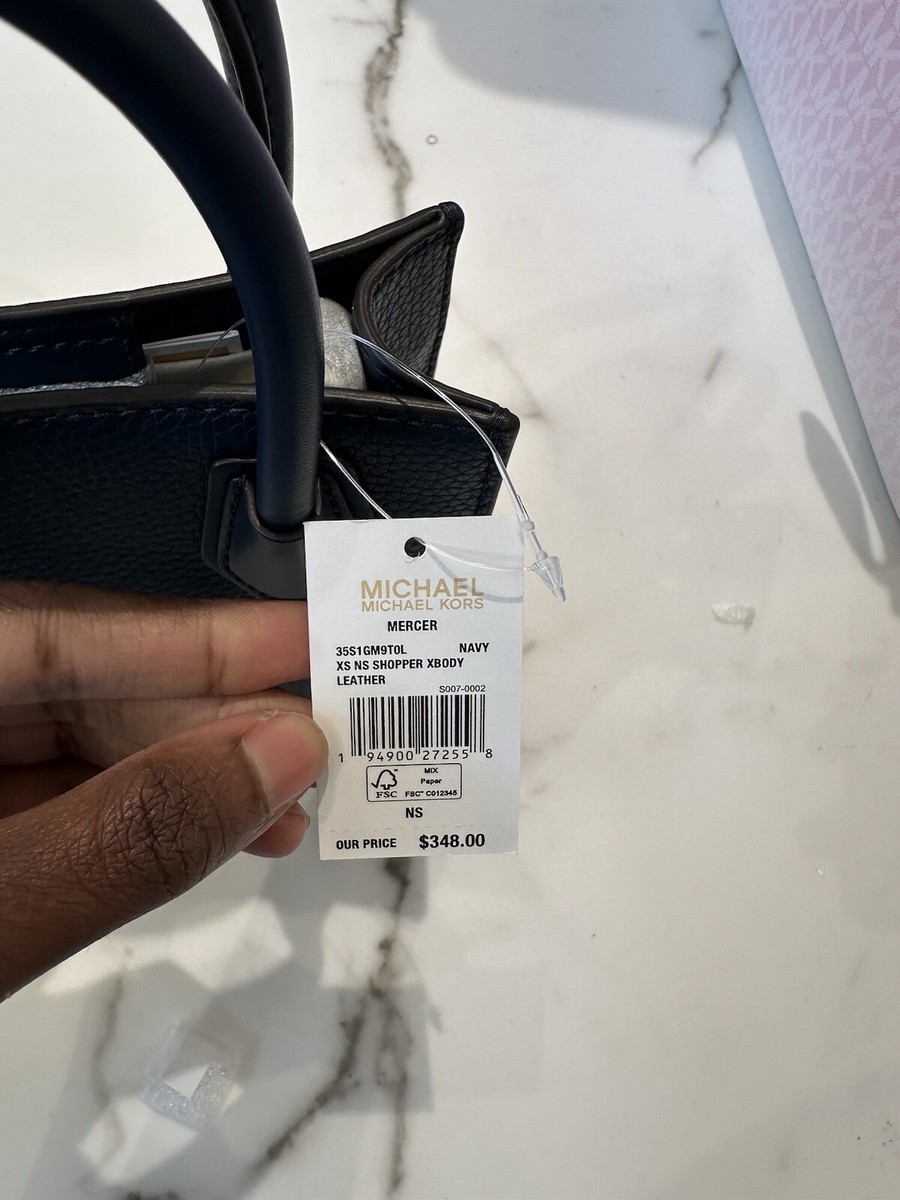 MICHAEL
MICHAEL KORS
MERCER
35S1GM9T0L NAVY
XS NS SHOPPER XBODY
LEATHER
S007-0002
1 94900 27255 8
FSC
MIX
Paper
FSC™ C012345
NS
OUR PRICE $348.00